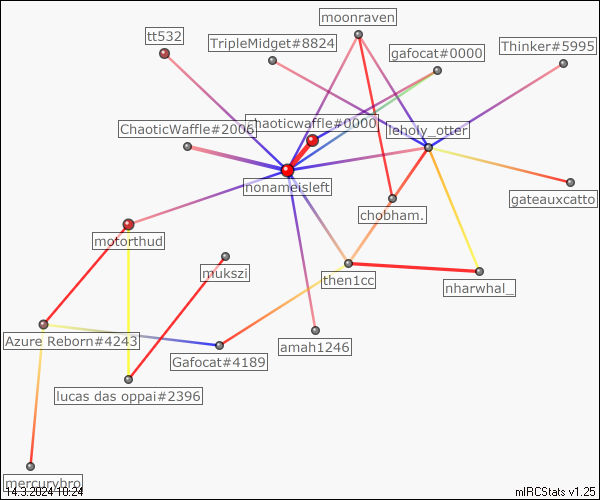 moonraven
tt532
TripleMidget#8824
gafocat#0000
Thinker#5995
ChaoticWaffle#2006
chaoticwaffle#0000
leholy_otter
nonameisleft
gateauxcatto
chobham.
motorthud
mukszi
then1cc
nharwhal_
Azure Reborn#4243
Gafocat#4189
amah1246
lucas das oppai#2396
mercurybro
14.3.2024 10:24
mIRCStats v1.25